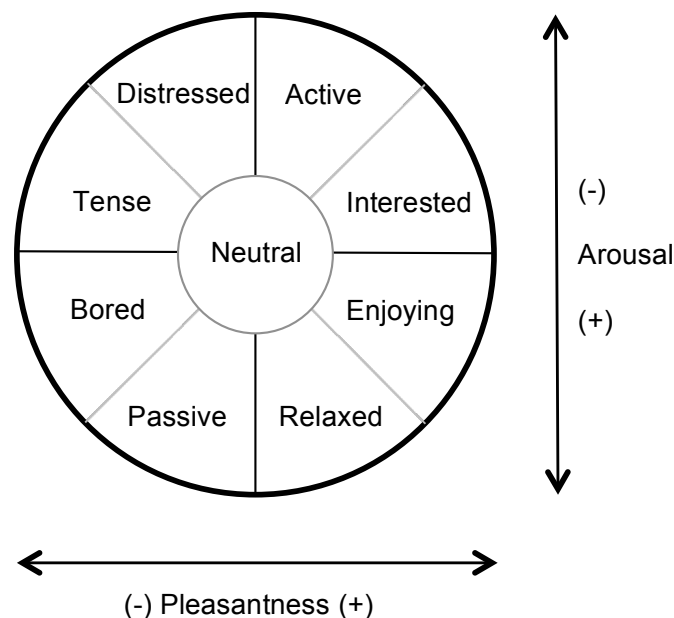 Distressed Active
Tense Interested
Neutral
Bored Enjoying
Passive Relaxed
(-)
Arousal
(+)
(-) Pleasantness (+)